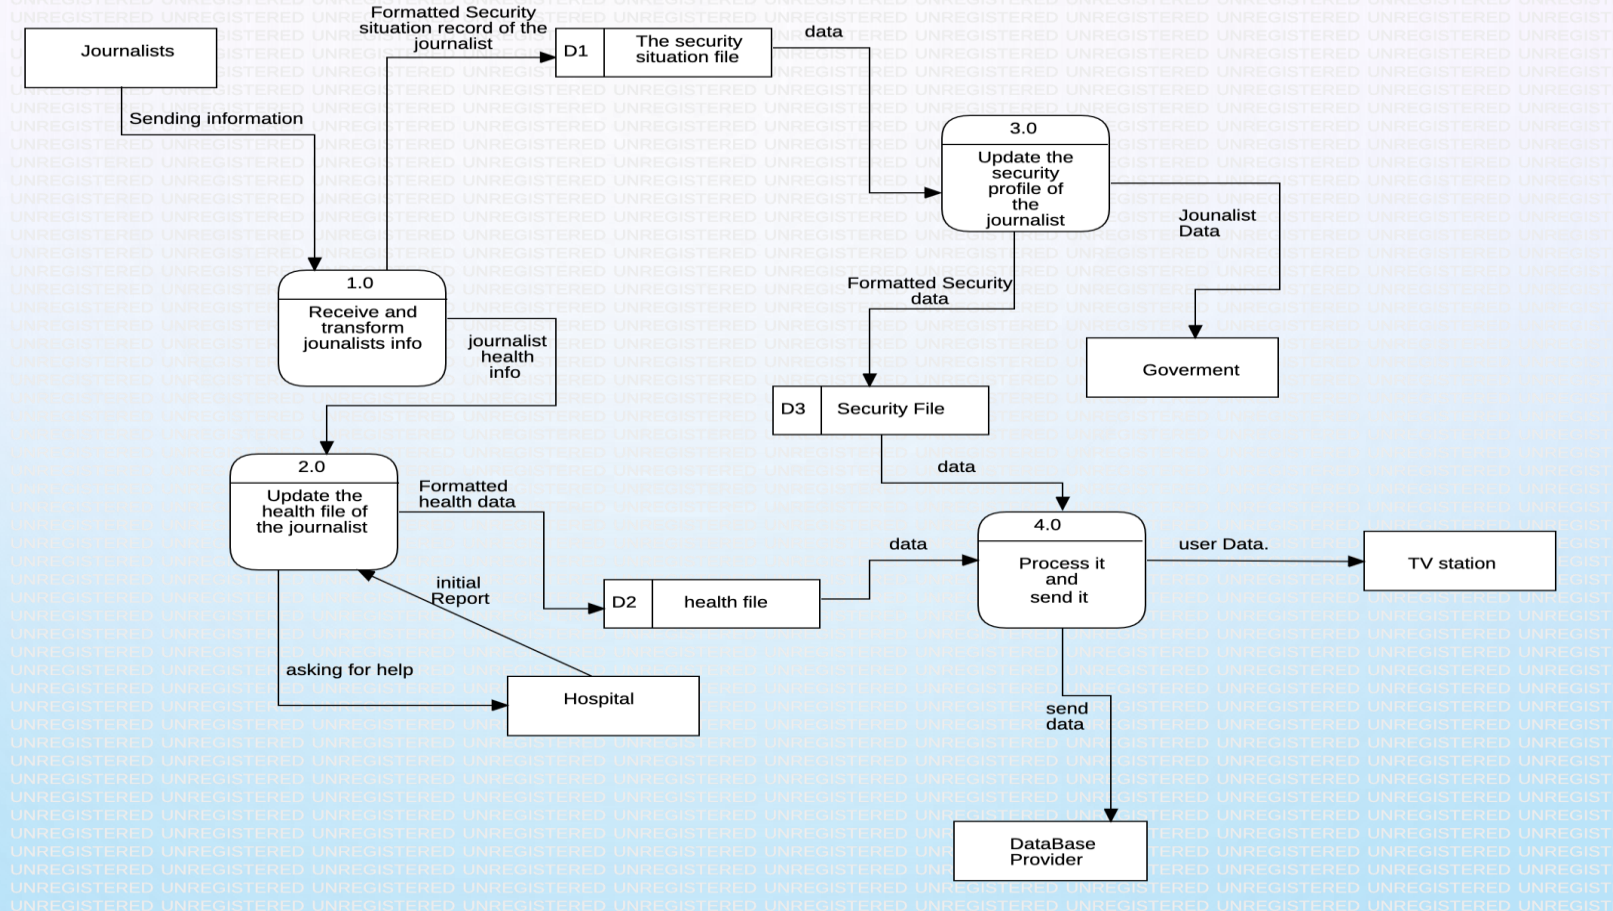 Formatted Security
situation record of the
journalist
Journalists
D1
The security
situation file
data
Sending information
3.0
Update the
security
profile of
the
journalist
Jounalist
Data
1.0
Receive and
transform
jounalists info
Formatted Security
data
journalist
health
info
Goverment
D3
Security File
2.0
Update the
health file of
the journalist
Formatted
health data
data
4.0
Process it
and
send it
data
user Data.
TV station
initial
Report
D2
health file
asking for help
Hospital
send
data
DataBase
Provider
UNREGISTERED